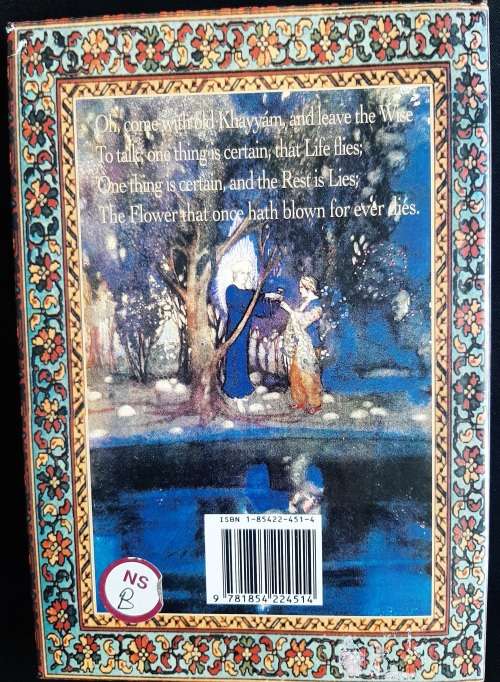 Oh, come with old Khayyám, and leave the Wise
To talk; one thing is certain, that Life flies;
One thing is certain, and the Rest is Lies;
The Flower that once hath blown for ever dies.
ISBN 1-85422-451-4
9 781854 224514
NS
B